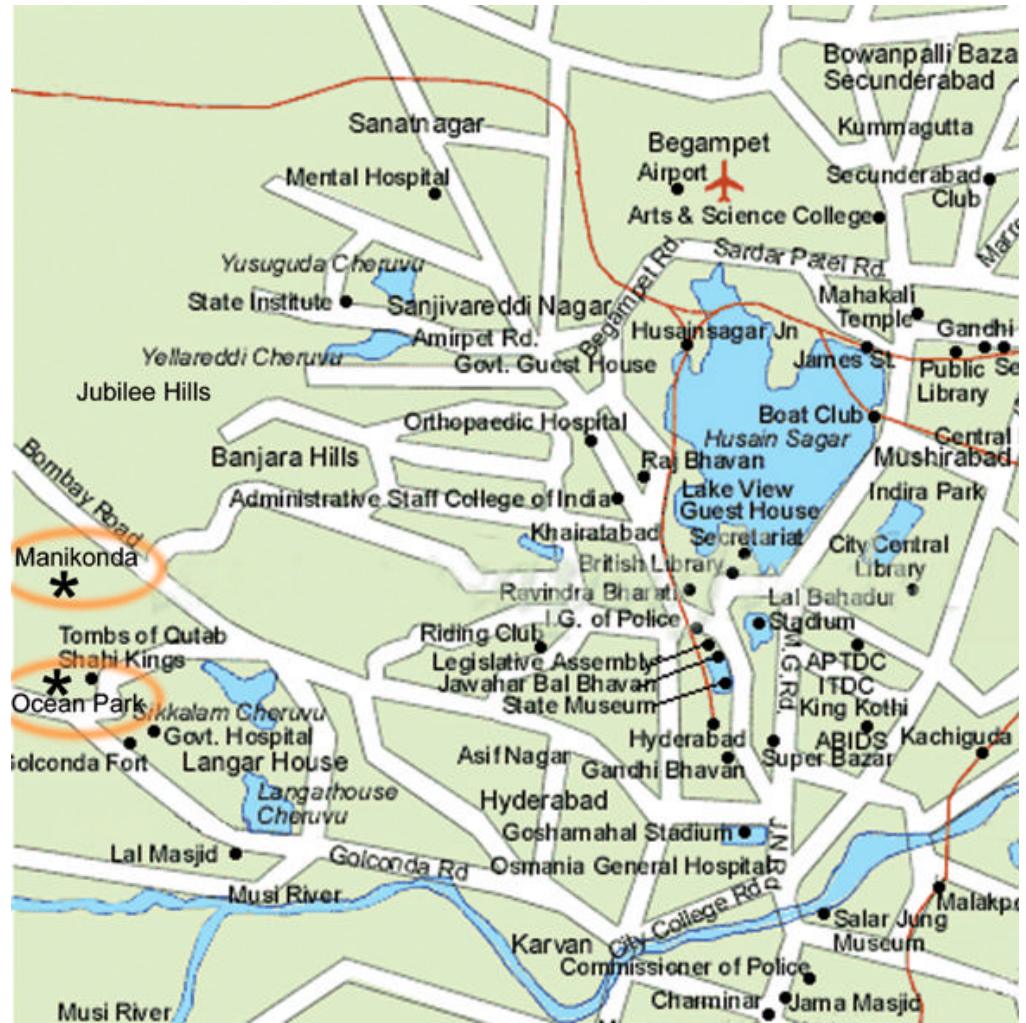 Bowanpalli Baza
Secunderabad
Sanatnagar
Kummagutta
Begampet
Airport
Mental Hospital
Secunderabad
Club
Arts & Science College
Marre
Sardar Patel Rd.
Yusuguda Cheruvu
Begampet Rd.
State Institute
Sanjivareddi Nagar
Mahakali
Temple
Amirpet Rd.
Husainsagar Jn
Gandhi
Yellareddi Cheruvu
Govt. Guest House
James St.
Public
Library
Se
Jubilee Hills
Orthopaedic Hospital
Boat Club
Husain Sagar
Central
Mushirabad
Bombay Road
Banjara Hills
Raj Bhavan
Administrative Staff College of India
Lake View
Guest House
Indira Park
Khairatabad
Secretariat
City Central
Library
Manikonda
British Library
Ravindra Bharati
Lal Bahadur
Stadium
I.G. of Police
Riding Club
Tombs of Qutab
Shahi Kings
M.G.Rd.
Legislative Assembly
APTDC
Jawahar Bal Bhavan
ITDC
State Museum
King Kothi
Ocean Park
Sikkalam Cheruvu
Govt. Hospital
Hyderabad
ABIDS
Kachiguda
Golconda Fort
Langar House
Asif Nagar
Gandhi Bhavan
Super Bazar
Langarhouse
Cheruvu
Hyderabad
Goshamahal Stadium
J.N.Rd
Lal Masjid
Golconda Rd
Osmania General Hospital
Musi River
City College Rd
Malakpe
Salar Jung
Museum
Karvan
Commissioner of Police
Musi River
Charminar
Jama Masjid